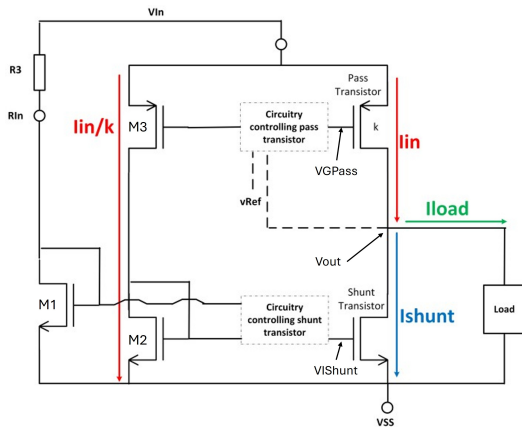 VIn
R3
RIn
Iin/k
M3
Circuitry
controlling pass
transistor
Pass
Transistor
k
Iin
VGPass
vRef
Iload
Vout
M1
M2
Circuitry
controlling shunt
transistor
Shunt
Transistor
Ishunt
Load
VIShunt
VSS